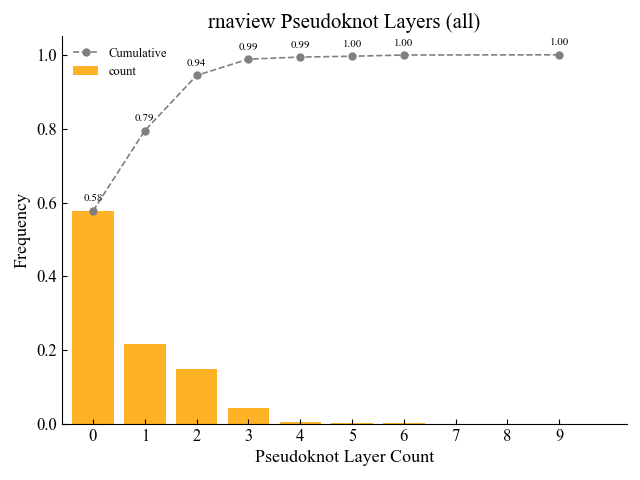 rnaview Pseudoknot Layers (all)
Cumulative
count
0.58
0.79
0.94
0.99
0.99
1.00
1.00
1.00
1.0
0.8
0.6
0.4
0.2
0.0
Frequency
0 1 2 3 4 5 6 7 8 9
Pseudoknot Layer Count